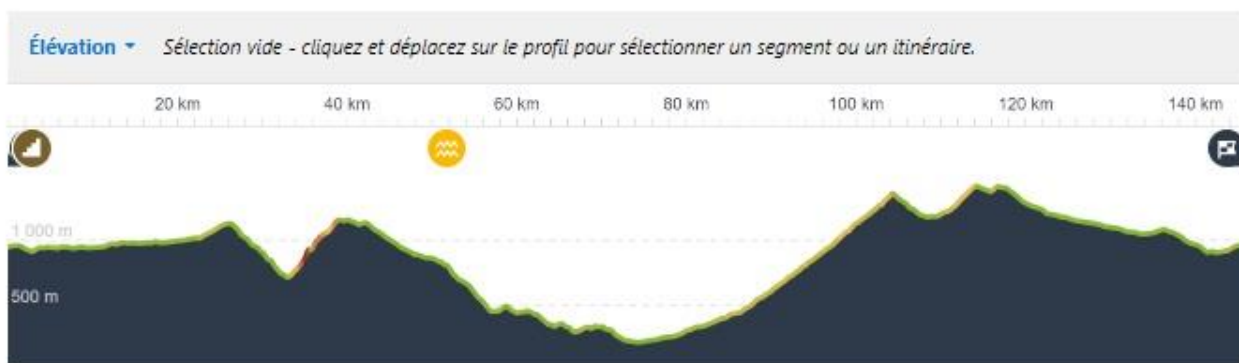 Élévation Sélection vide - cliquez et déplacez sur le profil pour sélectionner un segment ou un itinéraire.
20 km 40 km 60 km 80 km 100 km 120 km 140 km
1 000 m
500 m